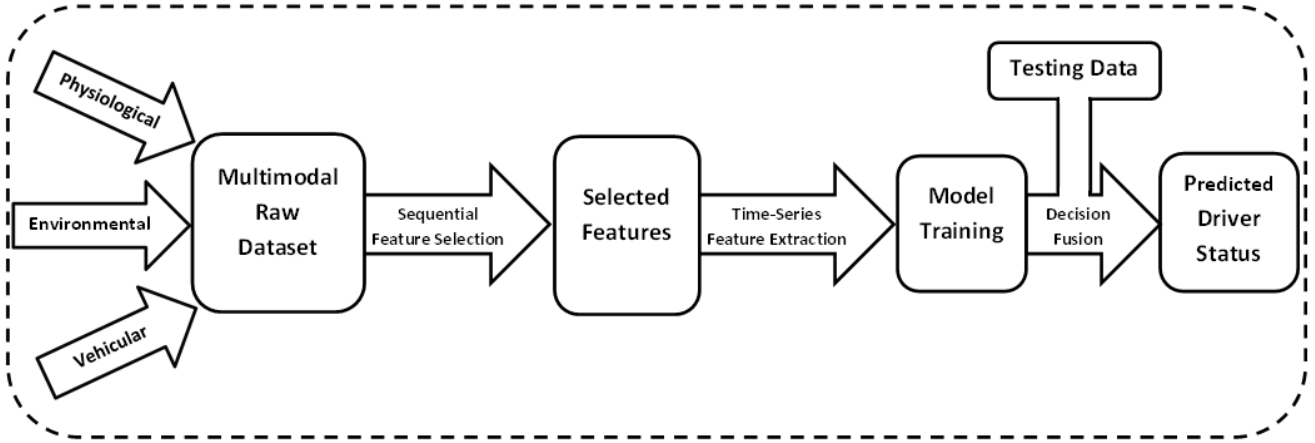 Physiological
Environmental
Vehicular
Multimodal
Raw
Dataset
Sequential
Feature Selection
Selected
Features
Time-Series
Feature Extraction
Model
Training
Testing Data
Decision
Fusion
Predicted
Driver
Status